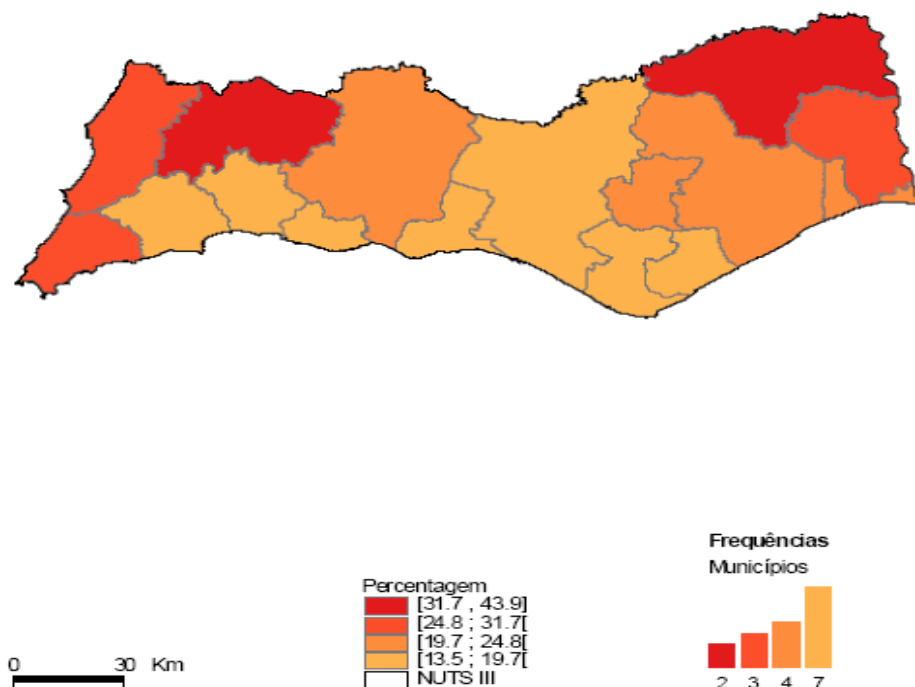 Frequências
Municípios
Percentagem
[31.7 ; 43.9]
[24.8 ; 31.7[
[19.7 ; 24.8[
[13.5 ; 19.7[
NUTS III
0 30 Km
2 3 4 7